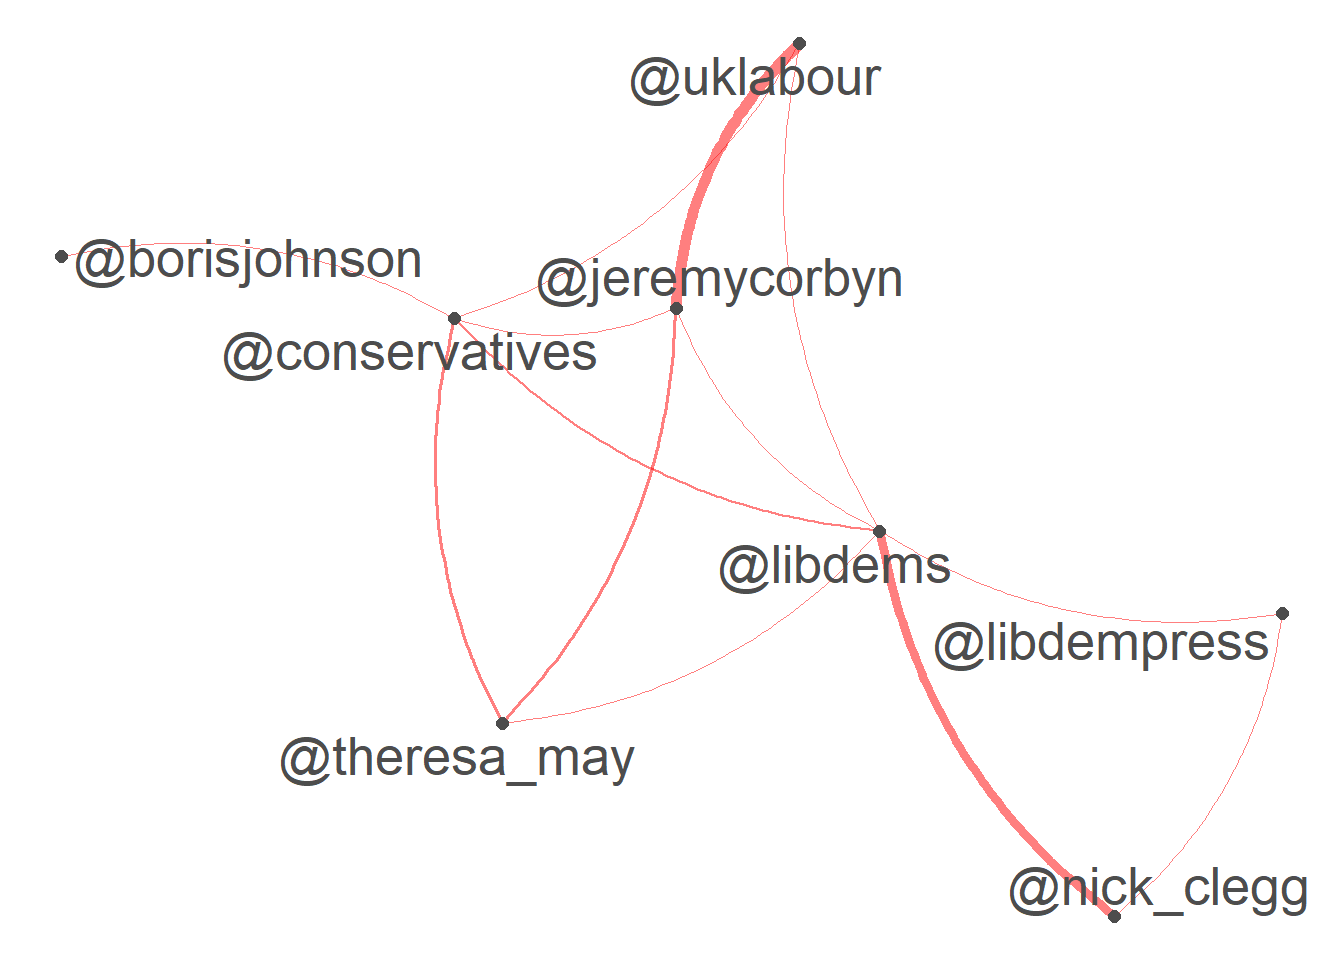 @uklabour
@borisjohnson
@jeremycorbyn
@conservatives
@libdems
@libdempress
@theresa_may
@nick_clegg